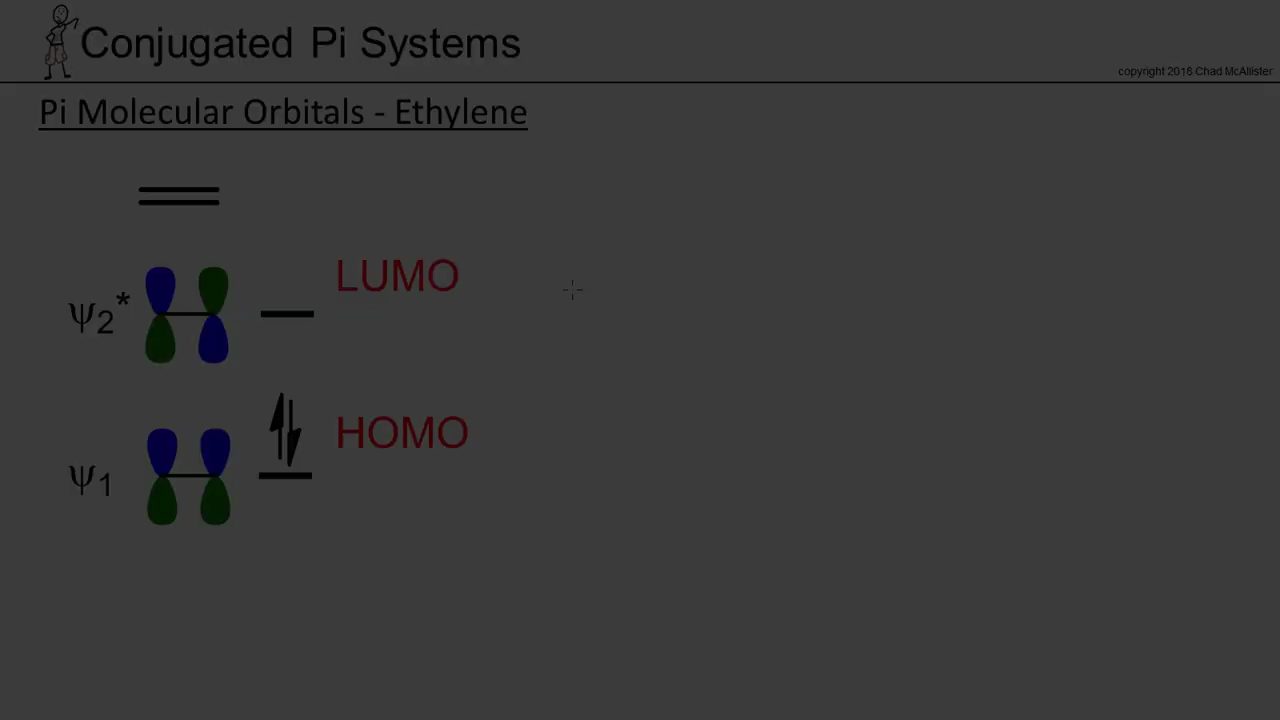 Conjugated Pi Systems
copyright 2018 Chad McAllister
Pi Molecular Orbitals - Ethylene
LUMO
ψ2*
HOMO
ψ1